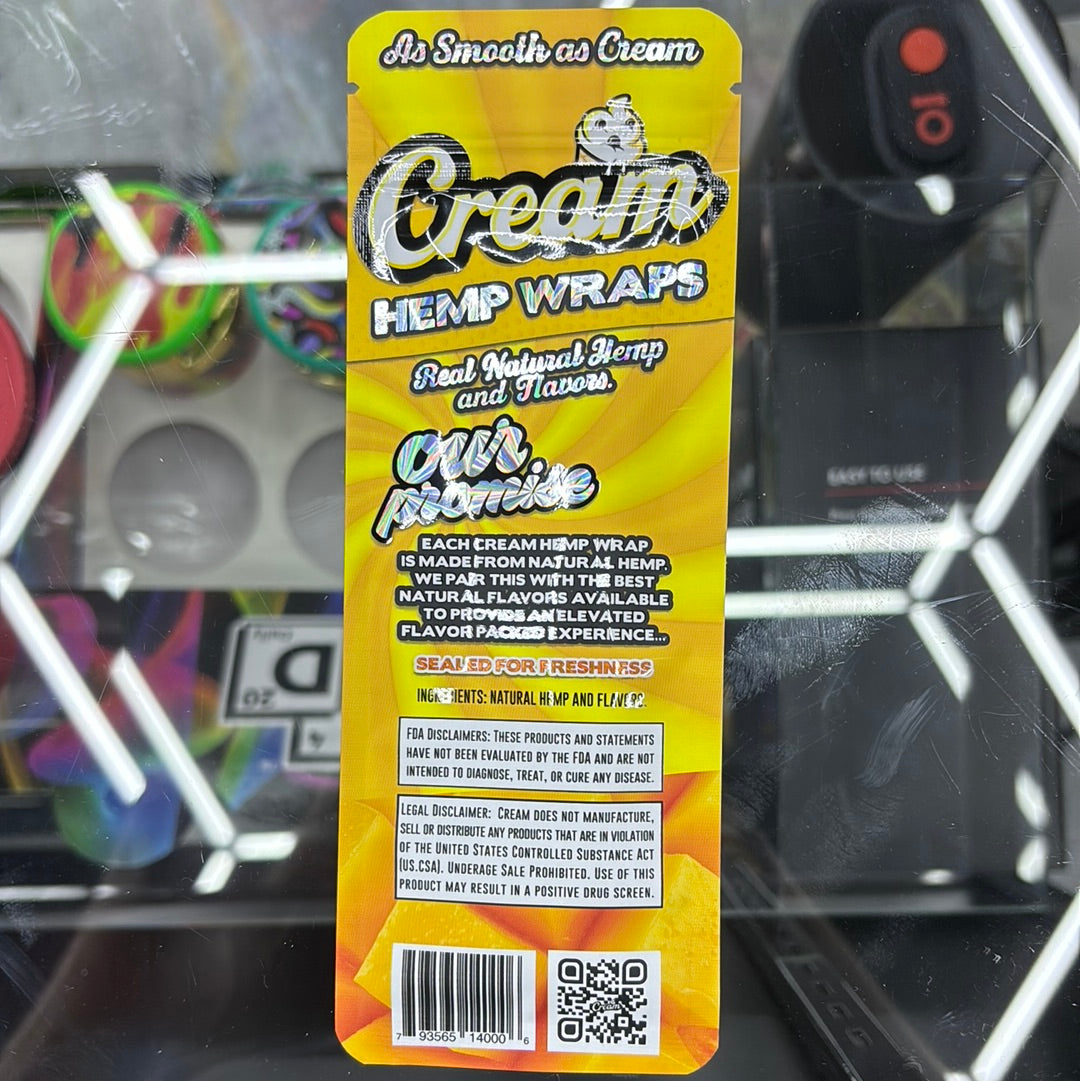 As Smooth as Cream
Cream
HEMP WRAPS
Real Natural Hemp
and Flavors.
our
promise
EACH CREAM HEMP WRAP
IS MADE FROM NATURAL HEMP.
WE PAIR THIS WITH THE BEST
NATURAL FLAVORS AVAILABLE
TO PROVIDE AN ELEVATED
FLAVOR PACKED EXPERIENCE...
SEALED FOR FRESHNESS
INGREDIENTS: NATURAL HEMP AND FLAVORS.
FDA DISCLAIMERS: THESE PRODUCTS AND STATEMENTS
HAVE NOT BEEN EVALUATED BY THE FDA AND ARE NOT
INTENDED TO DIAGNOSE, TREAT, OR CURE ANY DISEASE.
LEGAL DISCLAIMER: CREAM DOES NOT MANUFACTURE,
SELL OR DISTRIBUTE ANY PRODUCTS THAT ARE IN VIOLATION
OF THE UNITED STATES CONTROLLED SUBSTANCE ACT
(US.CSA). UNDERAGE SALE PROHIBITED. USE OF THIS
PRODUCT MAY RESULT IN A POSITIVE DRUG SCREEN.
7 93565 14000 6
Cream
EASY TO USE